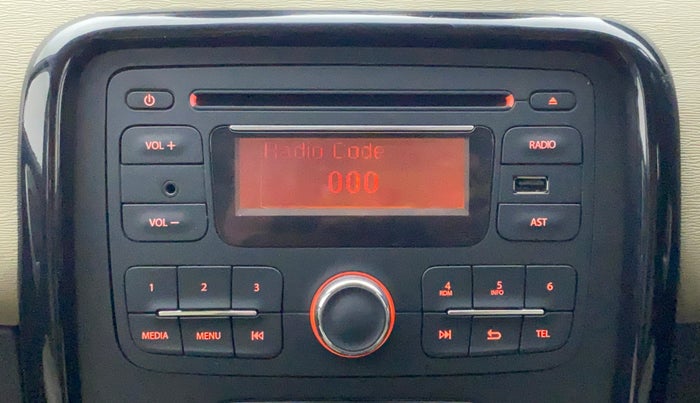 VOL +
RADIO
Radio Code
000
VOL –
AST
1
2
3
4
RDM
5
INFO
6
MEDIA
MENU
TEL